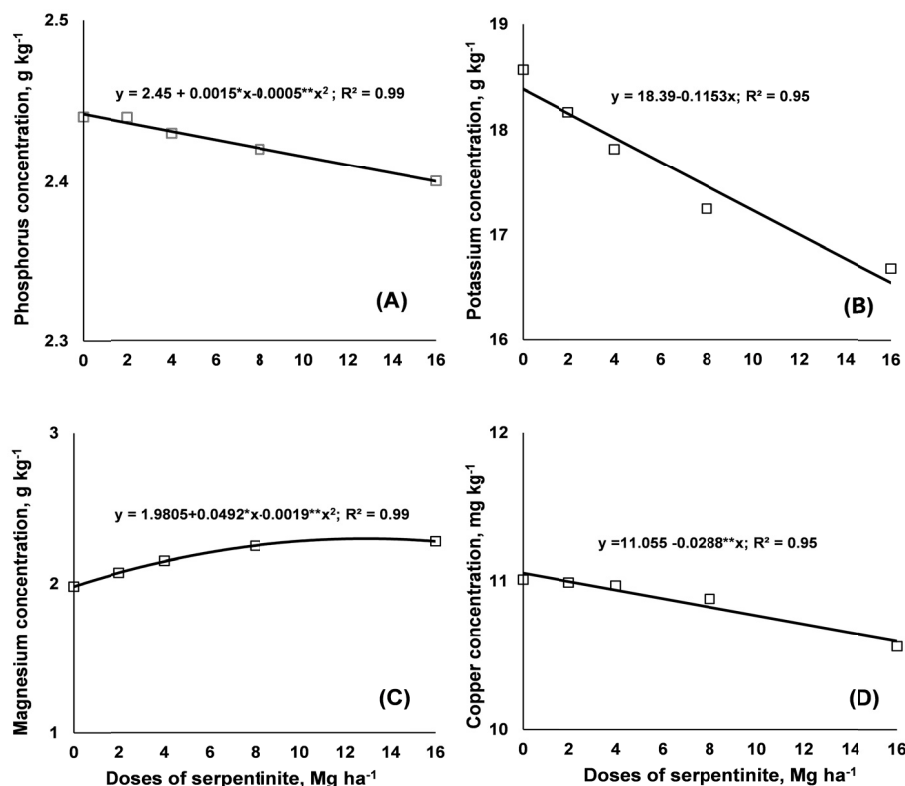 Phosphorus concentration, g kg⁻¹
2.5
2.4
2.3
y = 2.45 + 0.0015*x-0.0005**x² ; R² = 0.99
(A)
0 2 4 6 8 10 12 14 16
Potassium concentration, g kg⁻¹
19
18
17
16
y = 18.39-0.1153x; R² = 0.95
(B)
0 2 4 6 8 10 12 14 16
Magnesium concentration, g kg⁻¹
3
2
1
y = 1.9805+0.0492*x-0.0019**x²; R² = 0.99
(C)
0 2 4 6 8 10 12 14 16
Doses of serpentinite, Mg ha⁻¹
Copper concentration, mg kg⁻¹
12
11
10
y =11.055 -0.0288**x; R² = 0.95
(D)
0 2 4 6 8 10 12 14 16
Doses of serpentinite, Mg ha⁻¹